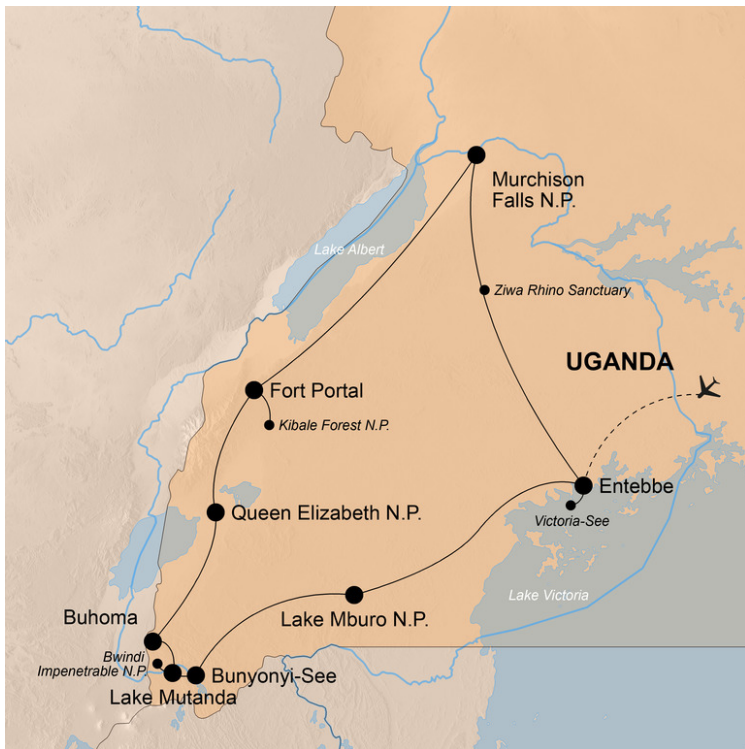 Murchison
Falls N.P.
Lake Albert
Ziwa Rhino Sanctuary
UGANDA
Fort Portal
Kibale Forest N.P.
Entebbe
Queen Elizabeth N.P.
Victoria-See
Lake Victoria
Lake Mburo N.P.
Buhoma
Bwindi
Impenetrable N.P.
Bunyonyi-See
Lake Mutanda